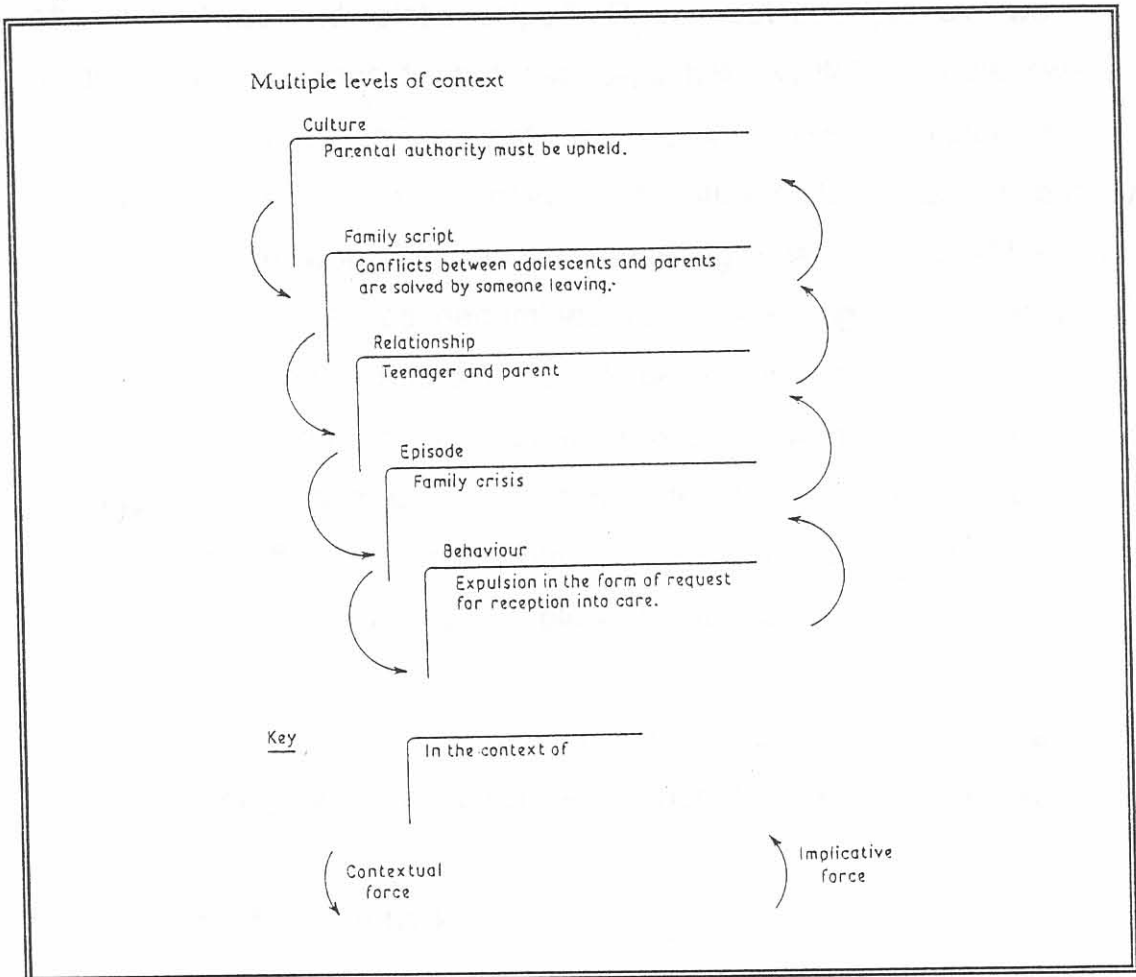 Multiple levels of context
Culture
Parental authority must be upheld.
Family script
Conflicts between adolescents and parents
are solved by someone leaving.
Relationship
Teenager and parent
Episode
Family crisis
Behaviour
Expulsion in the form of request
for reception into care.
Key
In the context of
Contextual
force
Implicative
force